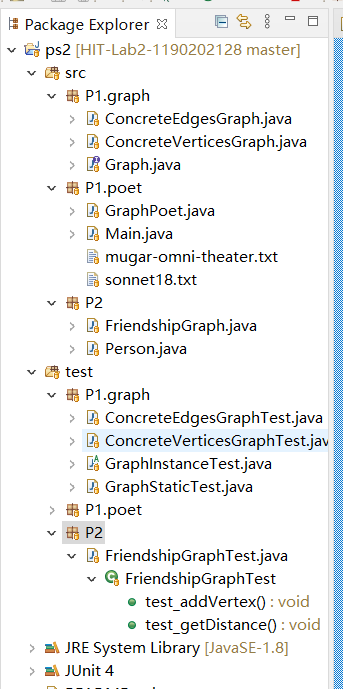 Package Explorer
ps2 [HIT-Lab2-1190202128 master]
src
P1.graph
ConcreteEdgesGraph.java
ConcreteVerticesGraph.java
Graph.java
P1.poet
GraphPoet.java
Main.java
mugar-omni-theater.txt
sonnet18.txt
P2
FriendshipGraph.java
Person.java
test
P1.graph
ConcreteEdgesGraphTest.java
ConcreteVerticesGraphTest.jav
GraphInstanceTest.java
GraphStaticTest.java
P1.poet
P2
FriendshipGraphTest.java
FriendshipGraphTest
test_addVertex() : void
test_getDistance() : void
JRE System Library [JavaSE-1.8]
JUnit 4